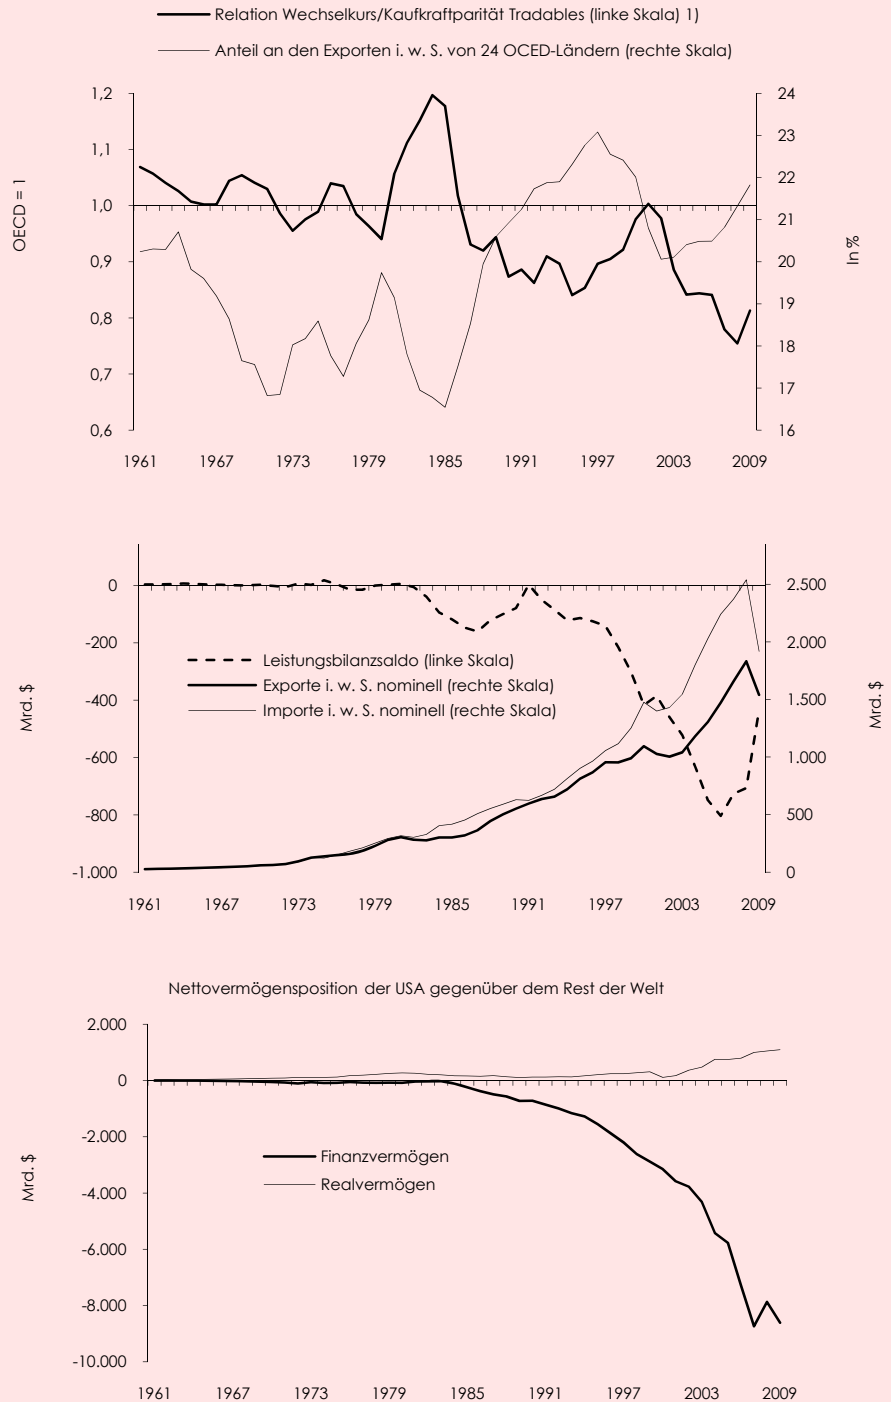 Relation Wechselkurs/Kaufkraftparität Tradables (linke Skala) 1)
Anteil an den Exporten i. w. S. von 24 OCED-Ländern (rechte Skala)
OECD = 1
1,2
1,1
1,0
0,9
0,8
0,7
0,6
24
23
22
21
20
19
18
17
16
In %
1961 1967 1973 1979 1985 1991 1997 2003 2009
Mrd. $
0
-200
-400
-600
-800
-1.000
Leistungsbilanzsaldo (linke Skala)
Exporte i. w. S. nominell (rechte Skala)
Importe i. w. S. nominell (rechte Skala)
2.500
2.000
1.500
1.000
500
0
Mrd. $
1961 1967 1973 1979 1985 1991 1997 2003 2009
Nettovermögensposition der USA gegenüber dem Rest der Welt
Mrd. $
2.000
0
-2.000
-4.000
-6.000
-8.000
-10.000
Finanzvermögen
Realvermögen
1961 1967 1973 1979 1985 1991 1997 2003 2009